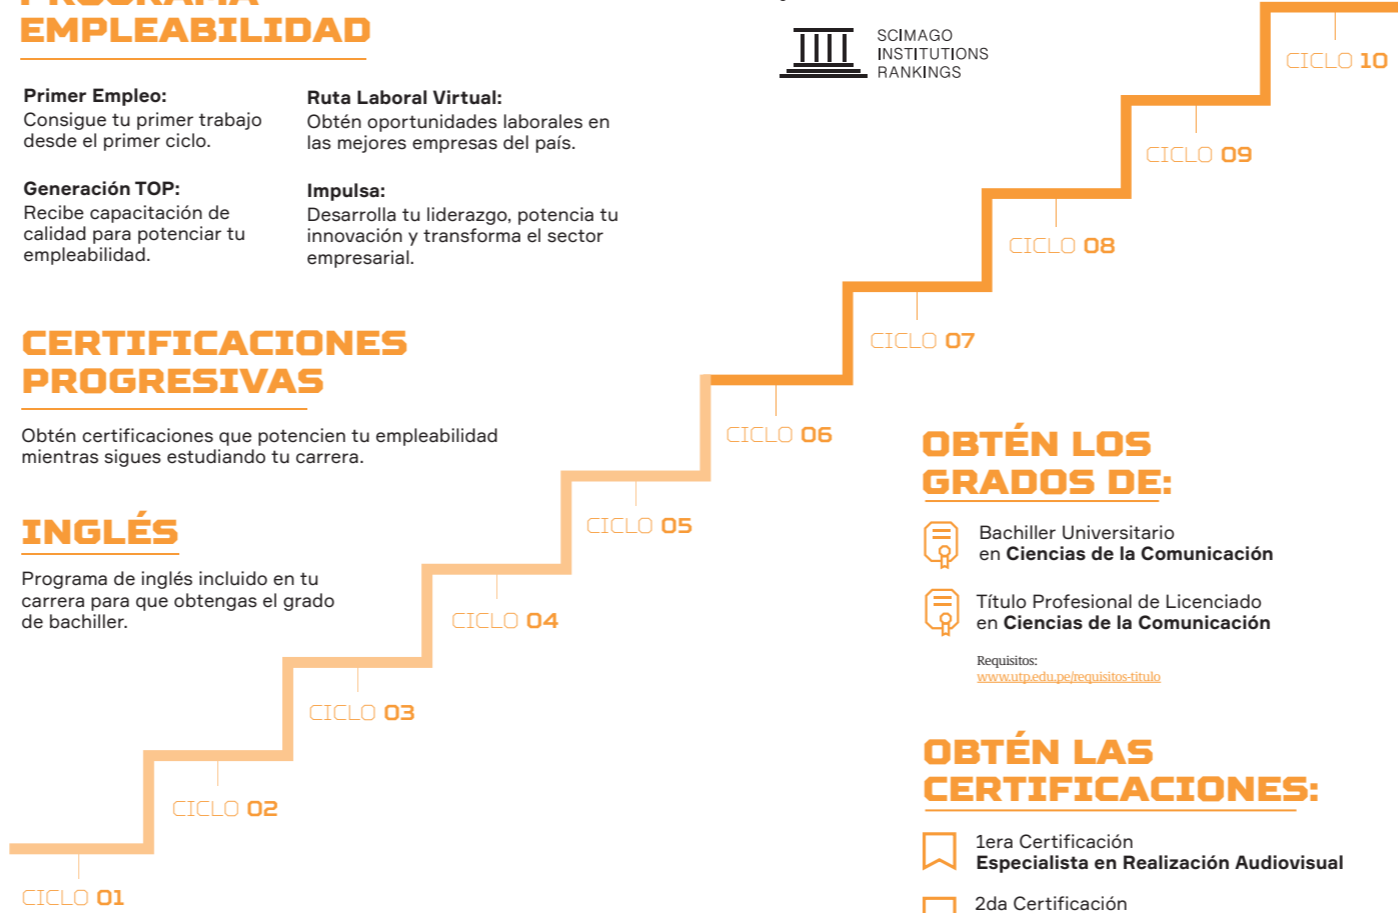 PROGRAMA
EMPLEABILIDAD
Primer Empleo:
Consigue tu primer trabajo
desde el primer ciclo.
Ruta Laboral Virtual:
Obtén oportunidades laborales en
las mejores empresas del país.
Generación TOP:
Recibe capacitación de
calidad para potenciar tu
empleabilidad.
Impulsa:
Desarrolla tu liderazgo, potencia tu
innovación y transforma el sector
empresarial.
SCIMAGO
INSTITUTIONS
RANKINGS
CERTIFICACIONES
PROGRESIVAS
Obtén certificaciones que potencien tu empleabilidad
mientras sigues estudiando tu carrera.
INGLÉS
Programa de inglés incluido en tu
carrera para que obtengas el grado
de bachiller.
CICLO 01
CICLO 02
CICLO 03
CICLO 04
CICLO 05
CICLO 06
CICLO 07
CICLO 08
CICLO 09
CICLO 10
OBTÉN LOS
GRADOS DE:
Bachiller Universitario
en Ciencias de la Comunicación
Título Profesional de Licenciado
en Ciencias de la Comunicación
Requisitos:
www.utp.edu.pe/requisitos-titulo
OBTÉN LAS
CERTIFICACIONES:
1era Certificación
Especialista en Realización Audiovisual
2da Certificación